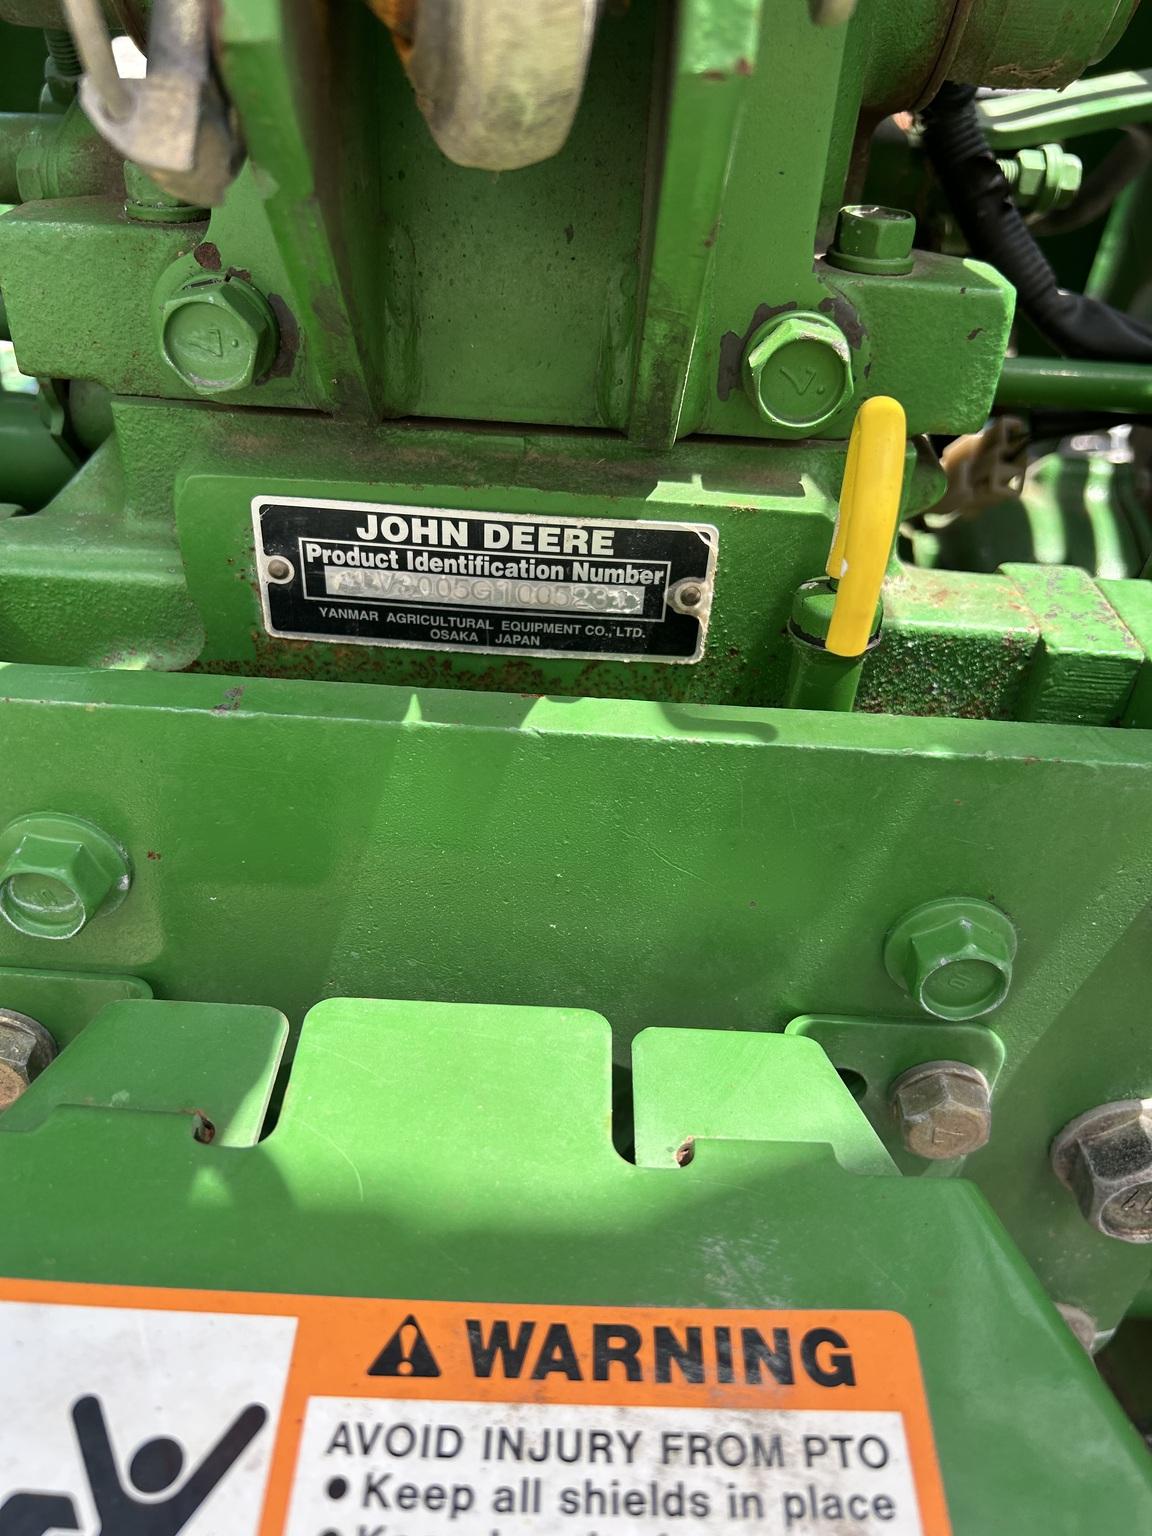 JOHN DEERE
Product Identification Number
YANMAR AGRICULTURAL EQUIPMENT CO., LTD.
OSAKA JAPAN
WARNING
AVOID INJURY FROM PTO
• Keep all shields in place